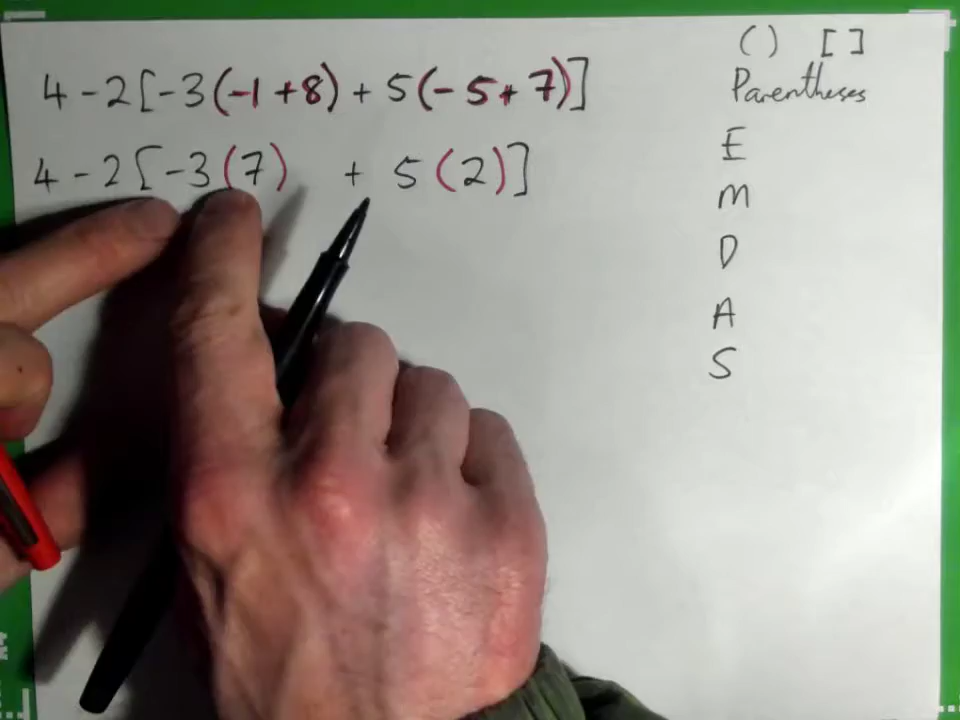 4 - 2 [ -3 (-1 + 8) + 5 (-5 + 7) ]
4 - 2 [ -3 (7) + 5 (2) ]
( ) [ ]
Parentheses
E
M
D
A
S